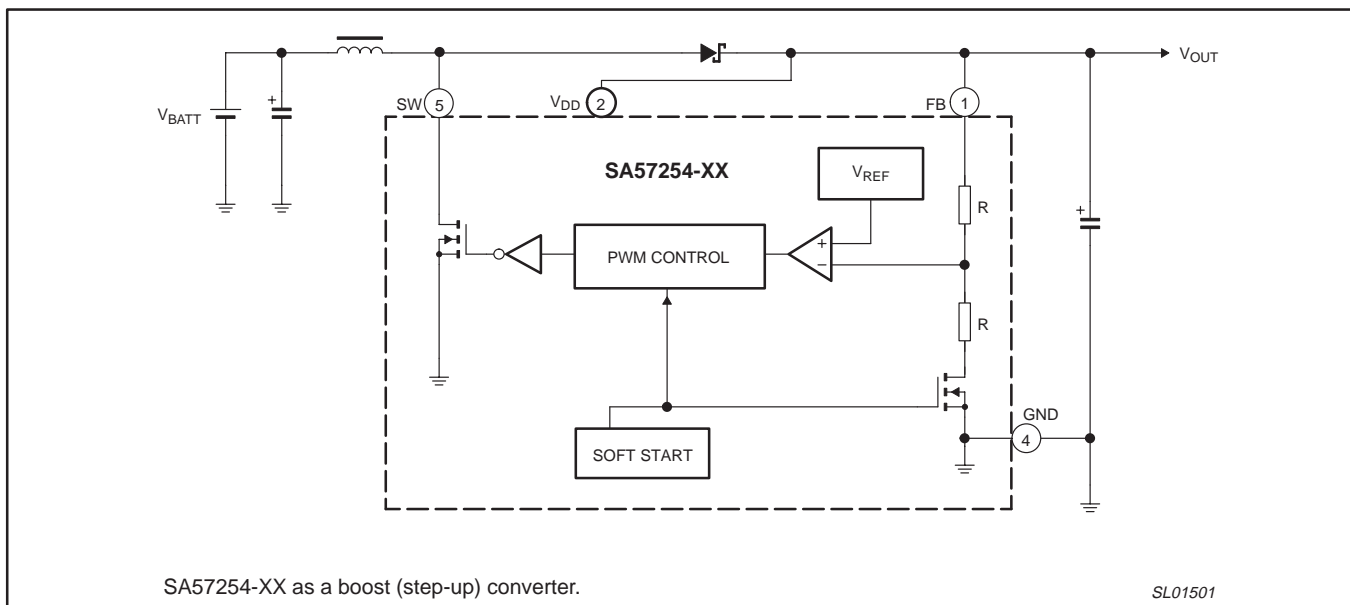 VOUT
SW 5
VDD 2
FB 1
VBATT
+
SA57254-XX
VREF
R
+
PWM CONTROL
+
−
R
GND
4
SOFT START
SA57254-XX as a boost (step-up) converter.
SL01501